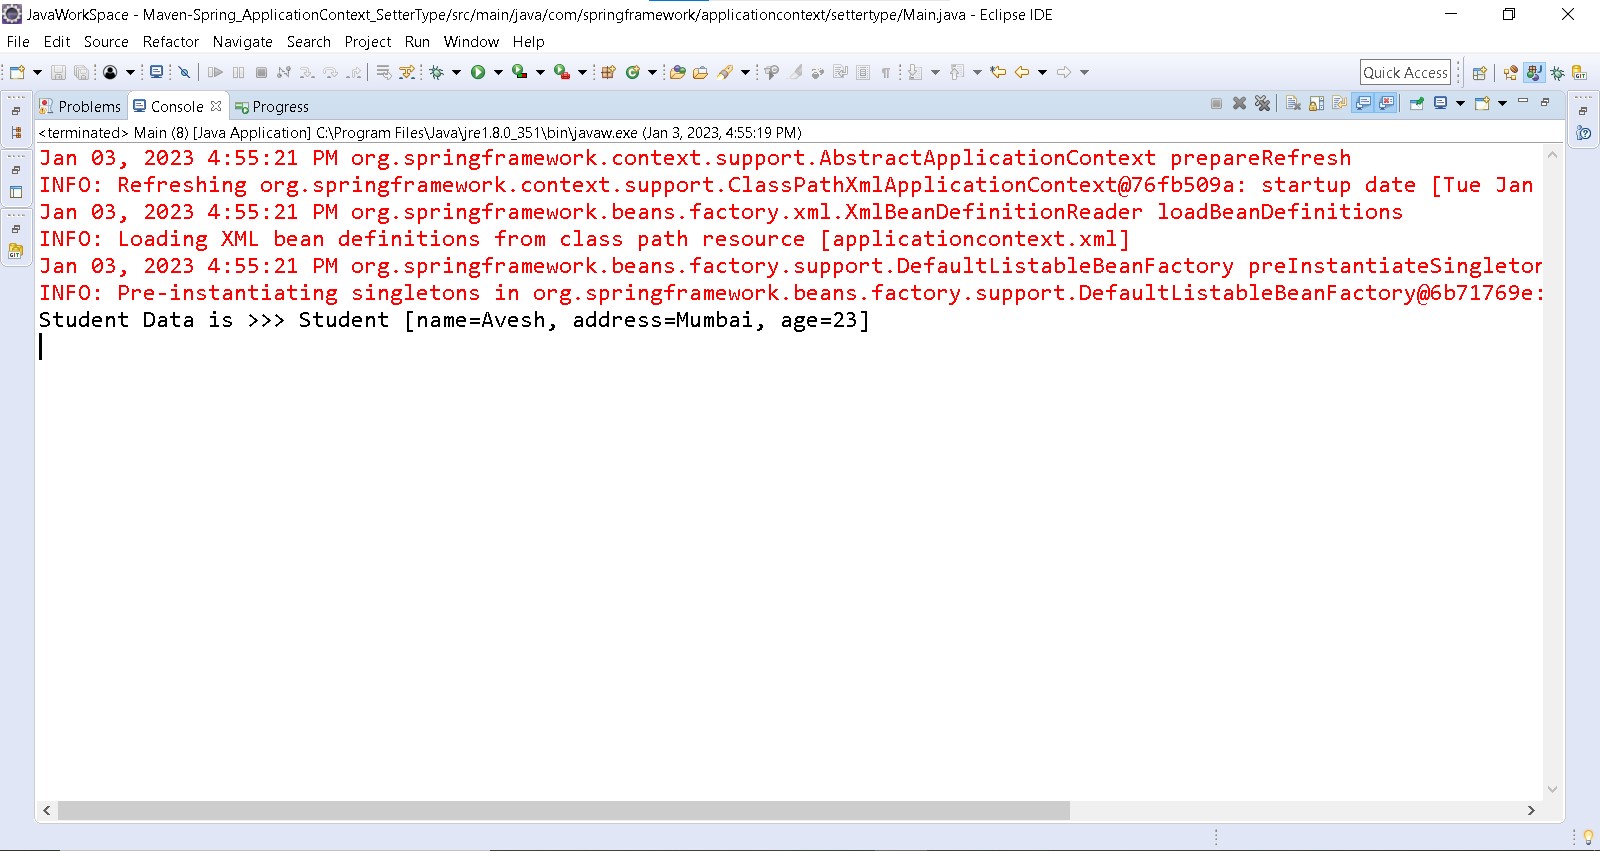 JavaWorkSpace - Maven-Spring_ApplicationContext_SetterType/src/main/java/com/springframework/applicationcontext/settertype/Main.java - Eclipse IDE
File Edit Source Refactor Navigate Search Project Run Window Help
Quick Access
Problems Console Progress
<terminated> Main (8) [Java Application] C:\Program Files\Java\jre1.8.0_351\bin\javaw.exe (Jan 3, 2023, 4:55:19 PM)
Jan 03, 2023 4:55:21 PM org.springframework.context.support.AbstractApplicationContext prepareRefresh
INFO: Refreshing org.springframework.context.support.ClassPathXmlApplicationContext@76fb509a: startup date [Tue Jan
Jan 03, 2023 4:55:21 PM org.springframework.beans.factory.xml.XmlBeanDefinitionReader loadBeanDefinitions
INFO: Loading XML bean definitions from class path resource [applicationcontext.xml]
Jan 03, 2023 4:55:21 PM org.springframework.beans.factory.support.DefaultListableBeanFactory preInstantiateSingleton
INFO: Pre-instantiating singletons in org.springframework.beans.factory.support.DefaultListableBeanFactory@6b71769e:
Student Data is >>> Student [name=Avesh, address=Mumbai, age=23]